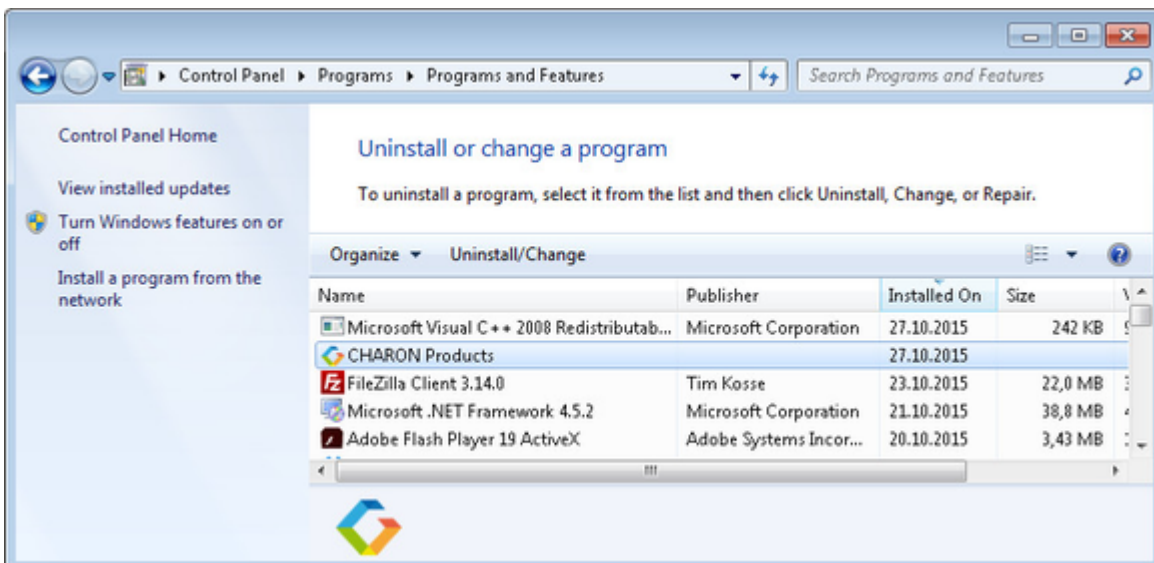 Control Panel ▸ Programs ▸ Programs and Features
Search Programs and Features
Control Panel Home
View installed updates
Turn Windows features on or
off
Install a program from the
network
Uninstall or change a program
To uninstall a program, select it from the list and then click Uninstall, Change, or Repair.
Organize Uninstall/Change
Name Publisher Installed On Size
Microsoft Visual C++ 2008 Redistributab... Microsoft Corporation 27.10.2015 242 KB
CHARON Products 27.10.2015
FileZilla Client 3.14.0 Tim Kosse 23.10.2015 22,0 MB
Microsoft .NET Framework 4.5.2 Microsoft Corporation 21.10.2015 38,8 MB
Adobe Flash Player 19 ActiveX Adobe Systems Incor... 20.10.2015 3,43 MB